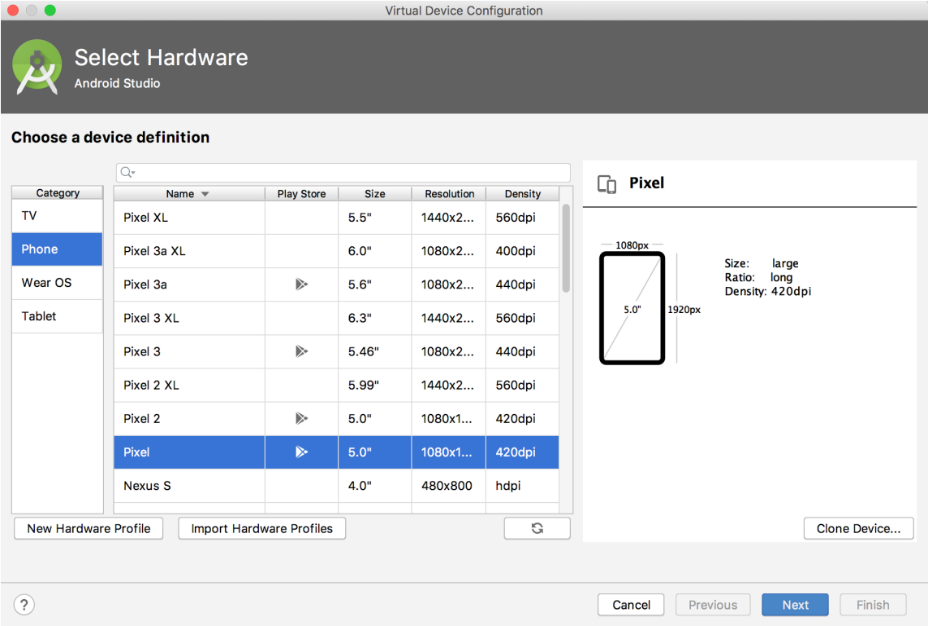 Virtual Device Configuration
Select Hardware
Android Studio
Choose a device definition
Category
TV
Phone
Wear OS
Tablet
Name Play Store Size Resolution Density
Pixel XL 5.5" 1440x2... 560dpi
Pixel 3a XL 6.0" 1080x2... 400dpi
Pixel 3a 5.6" 1080x2... 440dpi
Pixel 3 XL 6.3" 1440x2... 560dpi
Pixel 3 5.46" 1080x2... 440dpi
Pixel 2 XL 5.99" 1440x2... 560dpi
Pixel 2 5.0" 1080x1... 420dpi
Pixel 5.0" 1080x1... 420dpi
Nexus S 4.0" 480x800 hdpi
New Hardware Profile Import Hardware Profiles
Pixel
1080px
5.0" 1920px
Size: large
Ratio: long
Density: 420dpi
Clone Device...
? Cancel Previous Next Finish